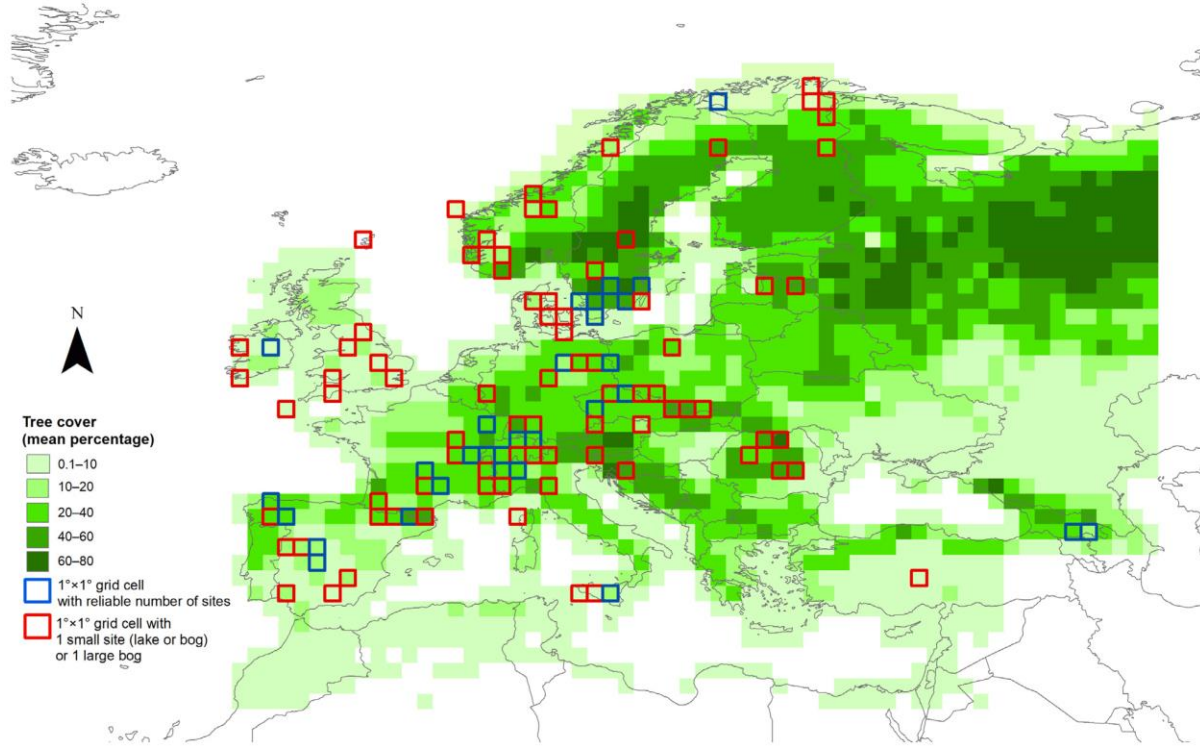 N
Tree cover
(mean percentage)
0.1–10
10–20
20–40
40–60
60–80
1°×1° grid cell
with reliable number of sites
1°×1° grid cell with
1 small site (lake or bog)
or 1 large bog